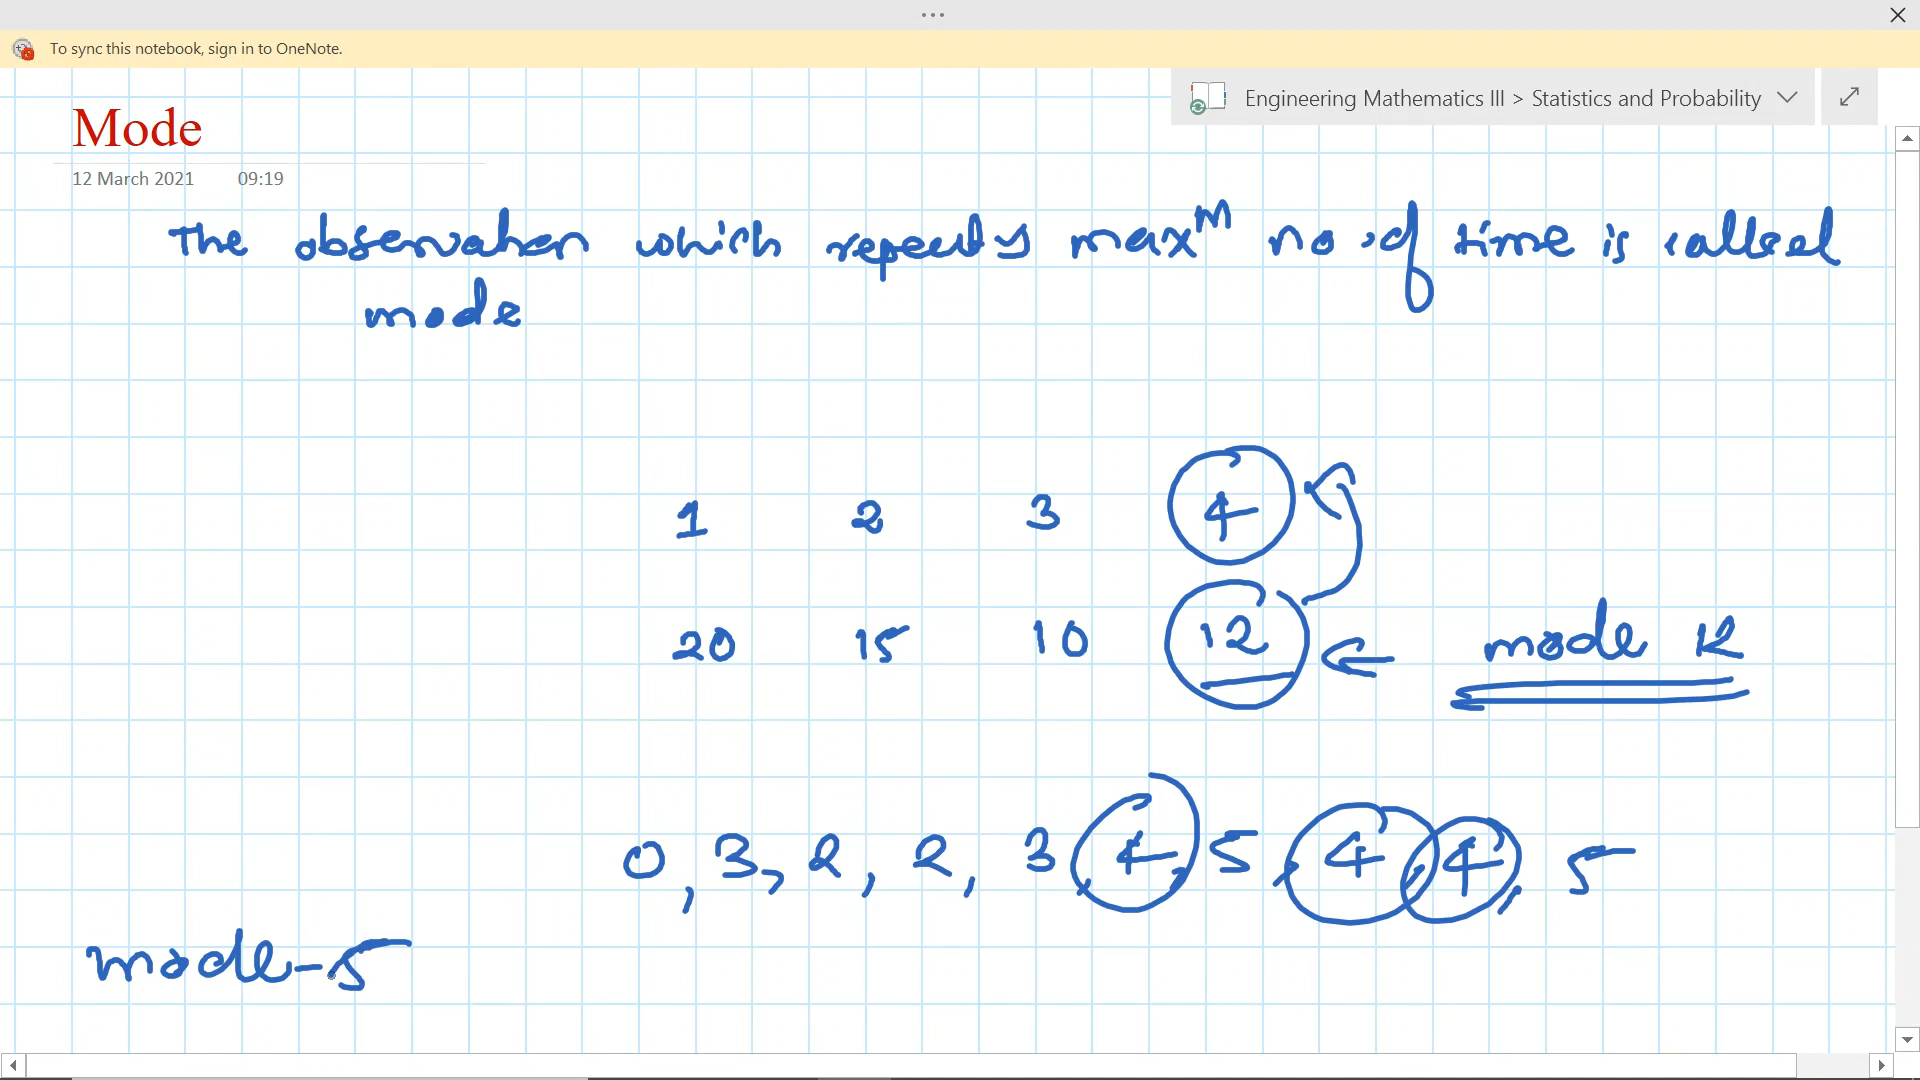 To sync this notebook, sign in to OneNote.
Engineering Mathematics III > Statistics and Probability
Mode
12 March 2021 09:19
The observation which repeats maxᵐ no. of time is called
mode
1 2 3 4
20 15 10 12 mode 12
0, 3, 2, 2, 3, 4, 5, 4, 4, 5
mode-5